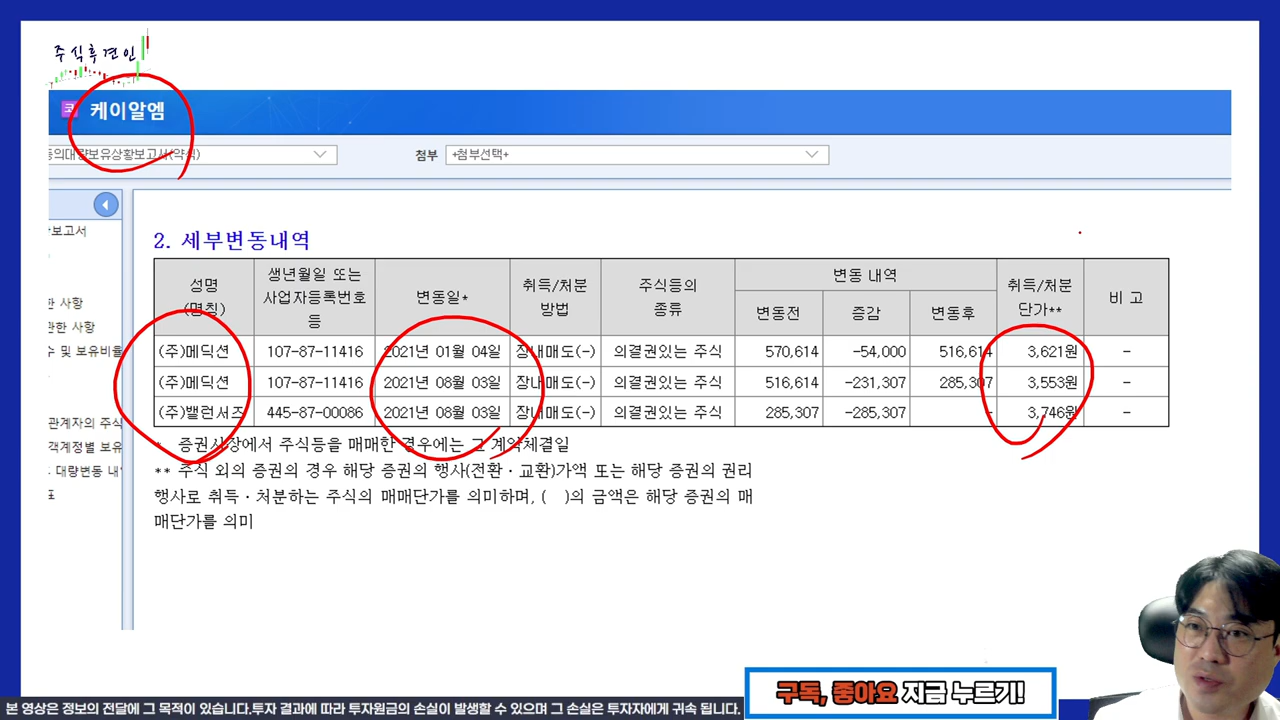 주식후견인
코 케이알엠
등의대량보유상황보고서(약식)
첨부 +첨부선택+
상보고서
한 사항
관한 사항
수 및 보유비율
관계자의 주식
고객계정별 보유
대량변동 내
표
2. 세부변동내역
성명
(명칭)
생년월일 또는
사업자등록번호
등
변동일*
취득/처분
방법
주식등의
종류
변동 내역
변동전
증감
변동후
취득/처분
단가**
비 고
(주)메딕션 107-87-11416 2021년 01월 04일 장내매도(-) 의결권있는 주식 570,614 -54,000 516,614 3,621원 -
(주)메딕션 107-87-11416 2021년 08월 03일 장내매도(-) 의결권있는 주식 516,614 -231,307 285,307 3,553원 -
(주)밸런서즈 445-87-00086 2021년 08월 03일 장내매도(-) 의결권있는 주식 285,307 -285,307 - 3,746원 -
* 증권시장에서 주식등을 매매한 경우에는 그 계약체결일
** 주식 외의 증권의 경우 해당 증권의 행사(전환·교환)가액 또는 해당 증권의 권리
행사로 취득·처분하는 주식의 매매단가를 의미하며, ( )의 금액은 해당 증권의 매
매단가를 의미
구독, 좋아요 지금 누르기!
본 영상은 정보의 전달에 그 목적이 있습니다.투자 결과에 따라 투자원금의 손실이 발생할 수 있으며 그 손실은 투자자에게 귀속 됩니다.